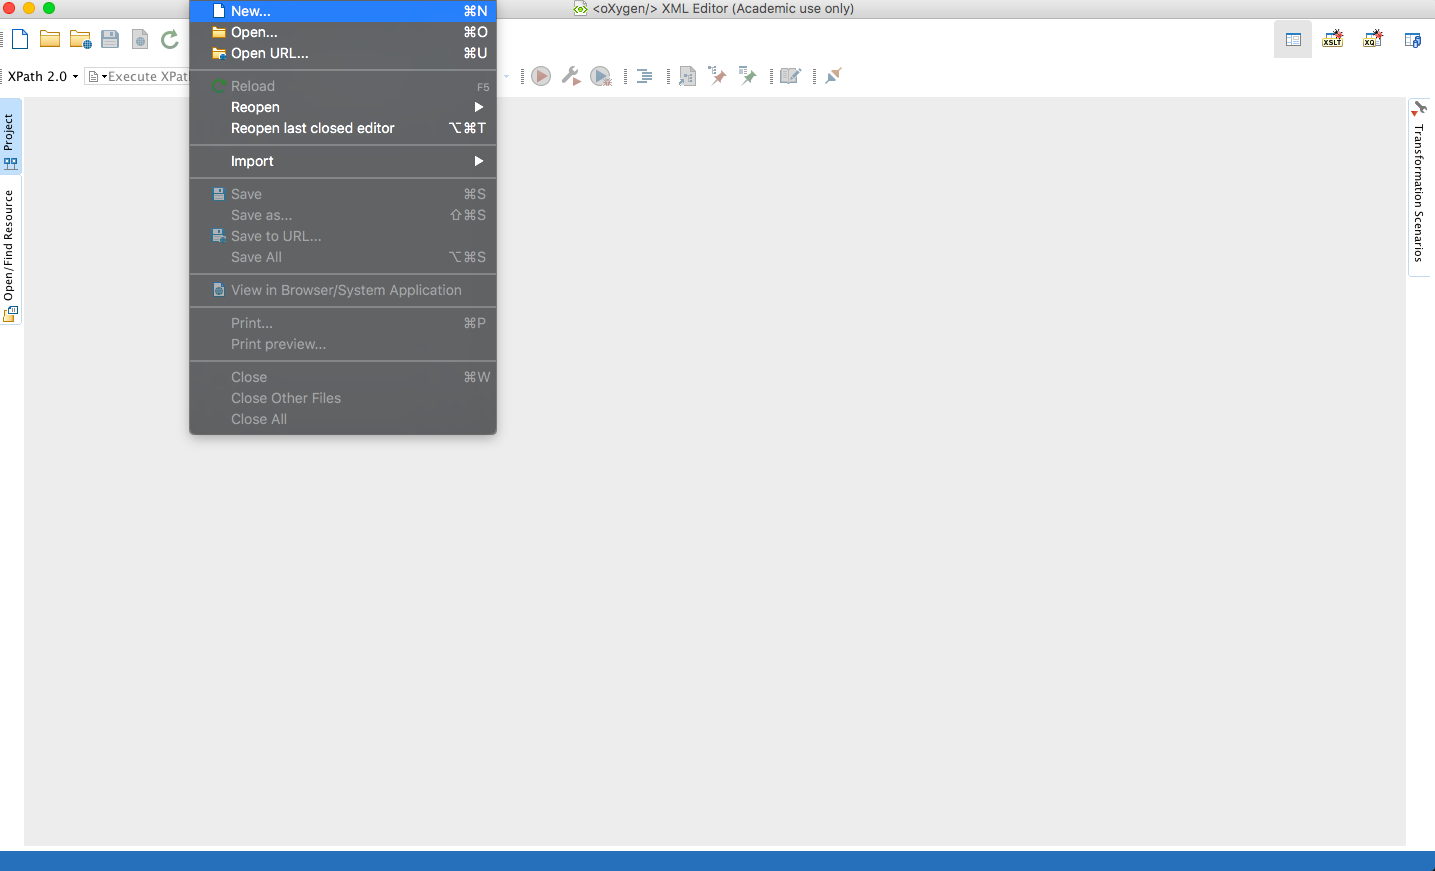 <oXygen/> XML Editor (Academic use only)
New... ⌘N
Open... ⌘O
Open URL... ⌘U
Reload F5
Reopen
Reopen last closed editor ⌥⌘T
Import
Save ⌘S
Save as... ⇧⌘S
Save to URL...
Save All ⌥⌘S
View in Browser/System Application
Print... ⌘P
Print preview...
Close ⌘W
Close Other Files
Close All
XSLT
XQ
XPath 2.0
Execute XPat
Project
Open/Find Resource
Transformation Scenarios